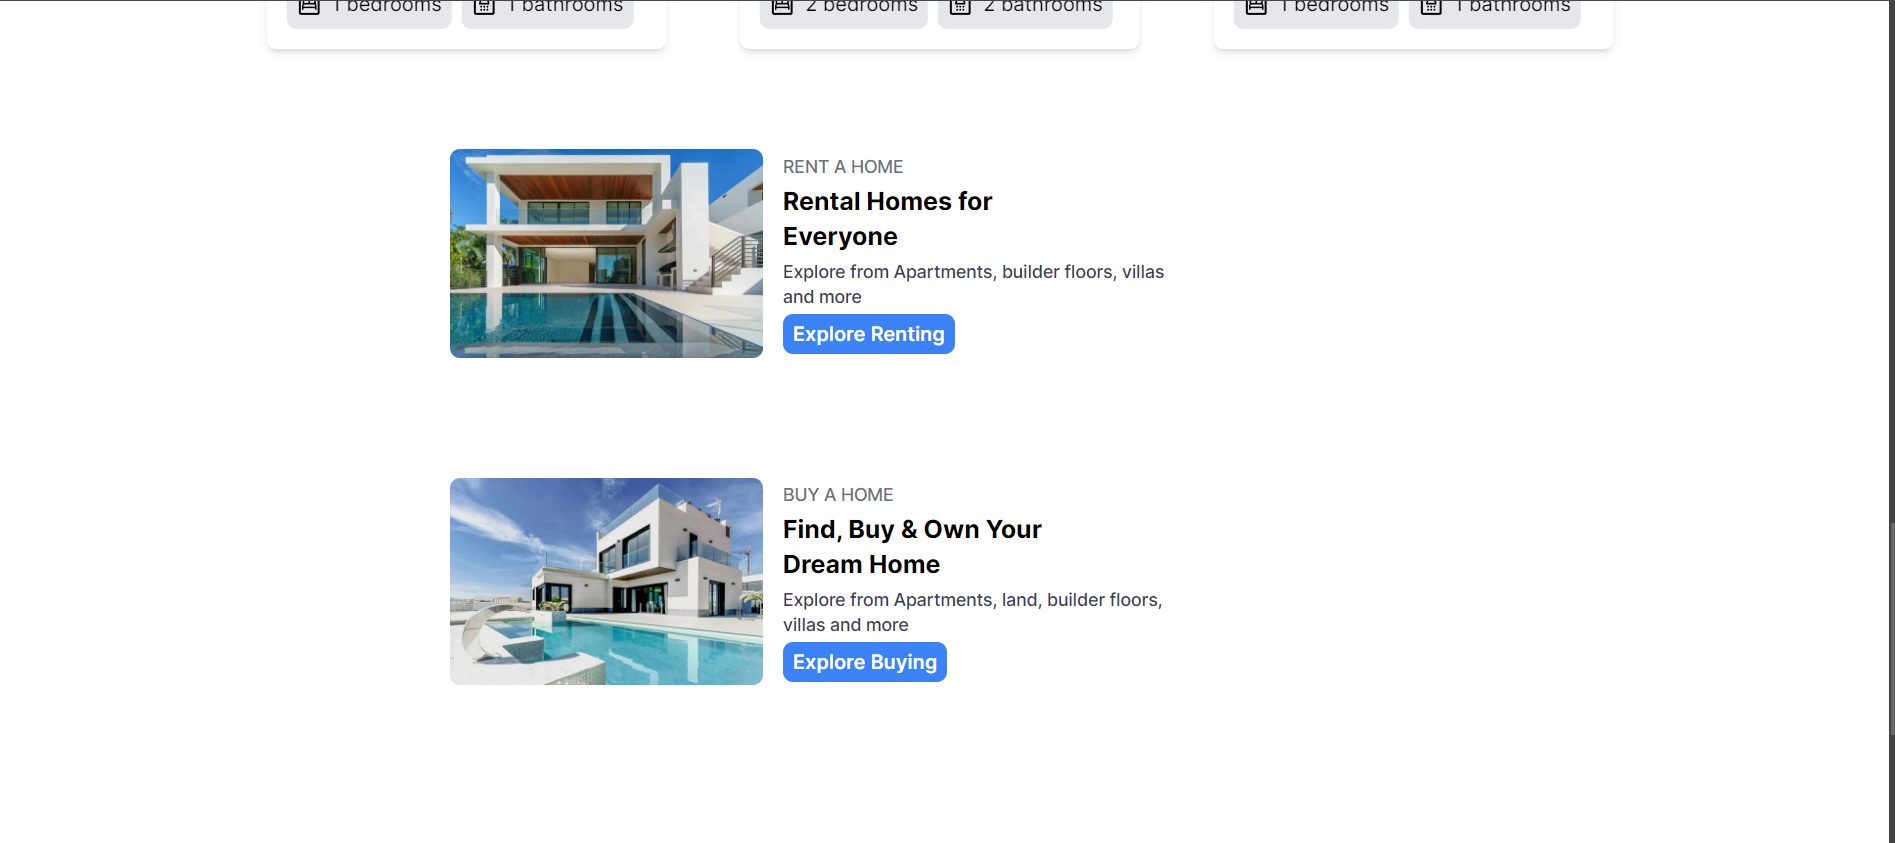 1 bedrooms 1 bathrooms 2 bedrooms 2 bathrooms 1 bedrooms 1 bathrooms
RENT A HOME
Rental Homes for
Everyone
Explore from Apartments, builder floors, villas
and more
Explore Renting
BUY A HOME
Find, Buy & Own Your
Dream Home
Explore from Apartments, land, builder floors,
villas and more
Explore Buying